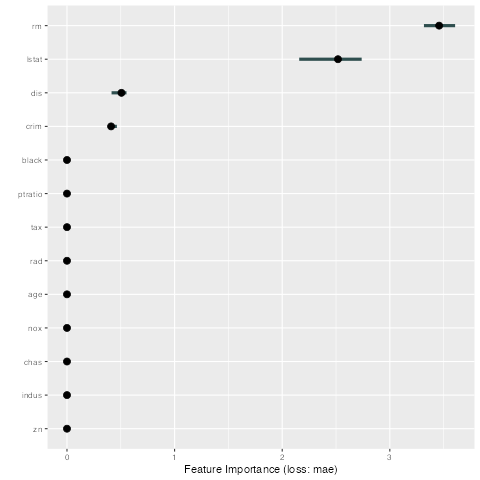 rm
lstat
dis
crim
black
ptratio
tax
rad
age
nox
chas
indus
zn
0 1 2 3
Feature Importance (loss: mae)